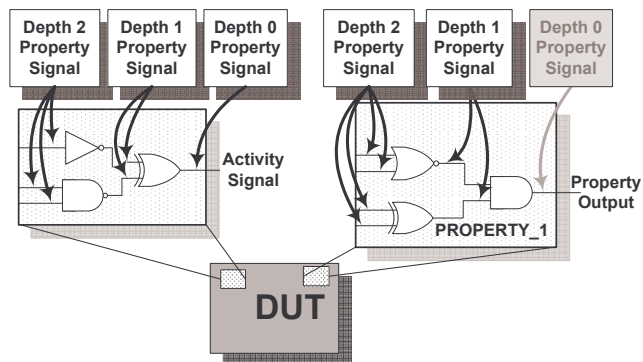 Depth 2
Property
Signal
Depth 1
Property
Signal
Depth 0
Property
Signal
Depth 2
Property
Signal
Depth 1
Property
Signal
Depth 0
Property
Signal
Activity
Signal
Property
Output
PROPERTY_1
DUT